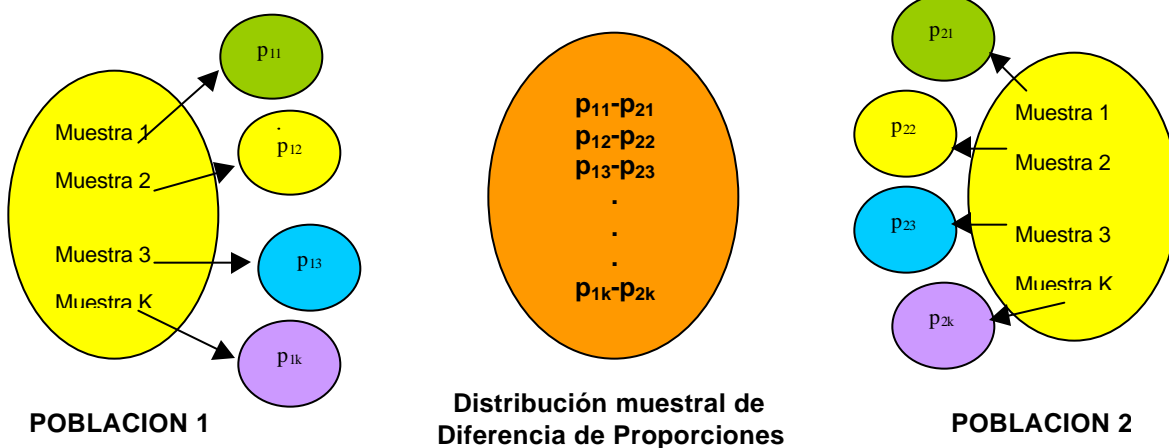 p11
Muestra 1
p12
Muestra 2
Muestra 3
p13
Muestra K
p1k
POBLACION 1
p11-p21
p12-p22
p13-p23
.
.
.
p1k-p2k
Distribución muestral de
Diferencia de Proporciones
p21
Muestra 1
p22
Muestra 2
p23
Muestra 3
Muestra K
p2k
POBLACION 2